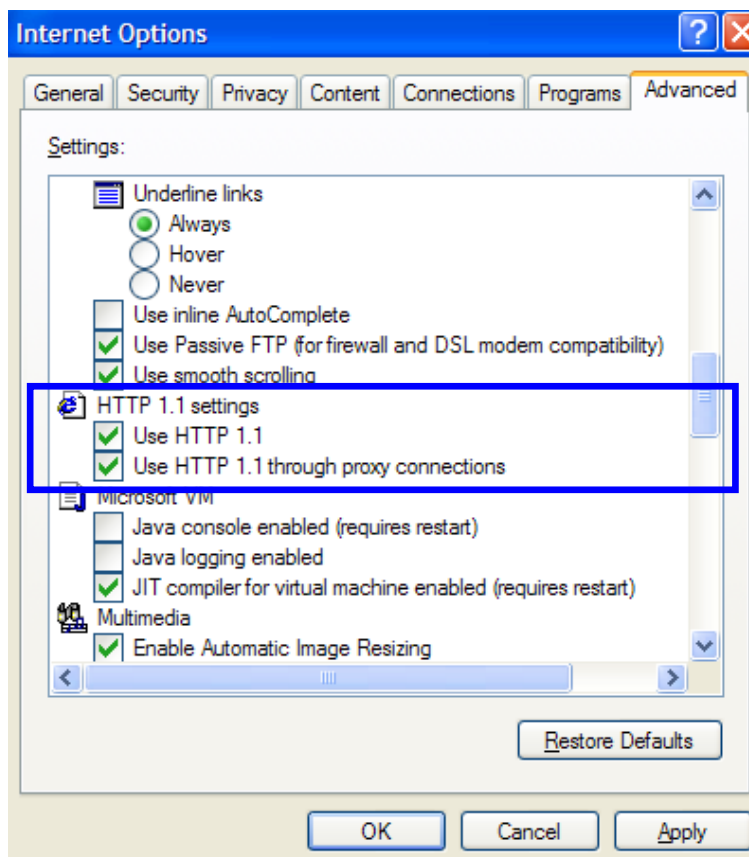 Internet Options
General Security Privacy Content Connections Programs Advanced
Settings:
Underline links
Always
Hover
Never
Use inline AutoComplete
Use Passive FTP (for firewall and DSL modem compatibility)
Use smooth scrolling
HTTP 1.1 settings
Use HTTP 1.1
Use HTTP 1.1 through proxy connections
Microsoft VM
Java console enabled (requires restart)
Java logging enabled
JIT compiler for virtual machine enabled (requires restart)
Multimedia
Enable Automatic Image Resizing
Restore Defaults
OK Cancel Apply